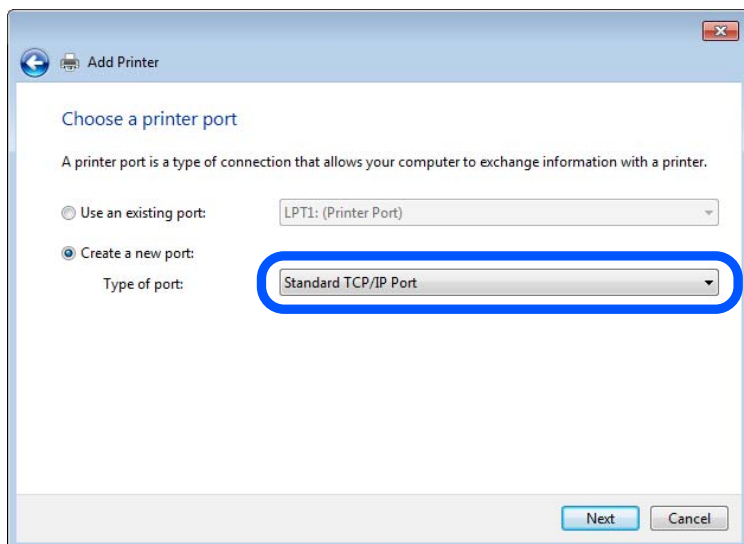 Add Printer
Choose a printer port
A printer port is a type of connection that allows your computer to exchange information with a printer.
Use an existing port: LPT1: (Printer Port)
Create a new port:
Type of port: Standard TCP/IP Port
Next Cancel